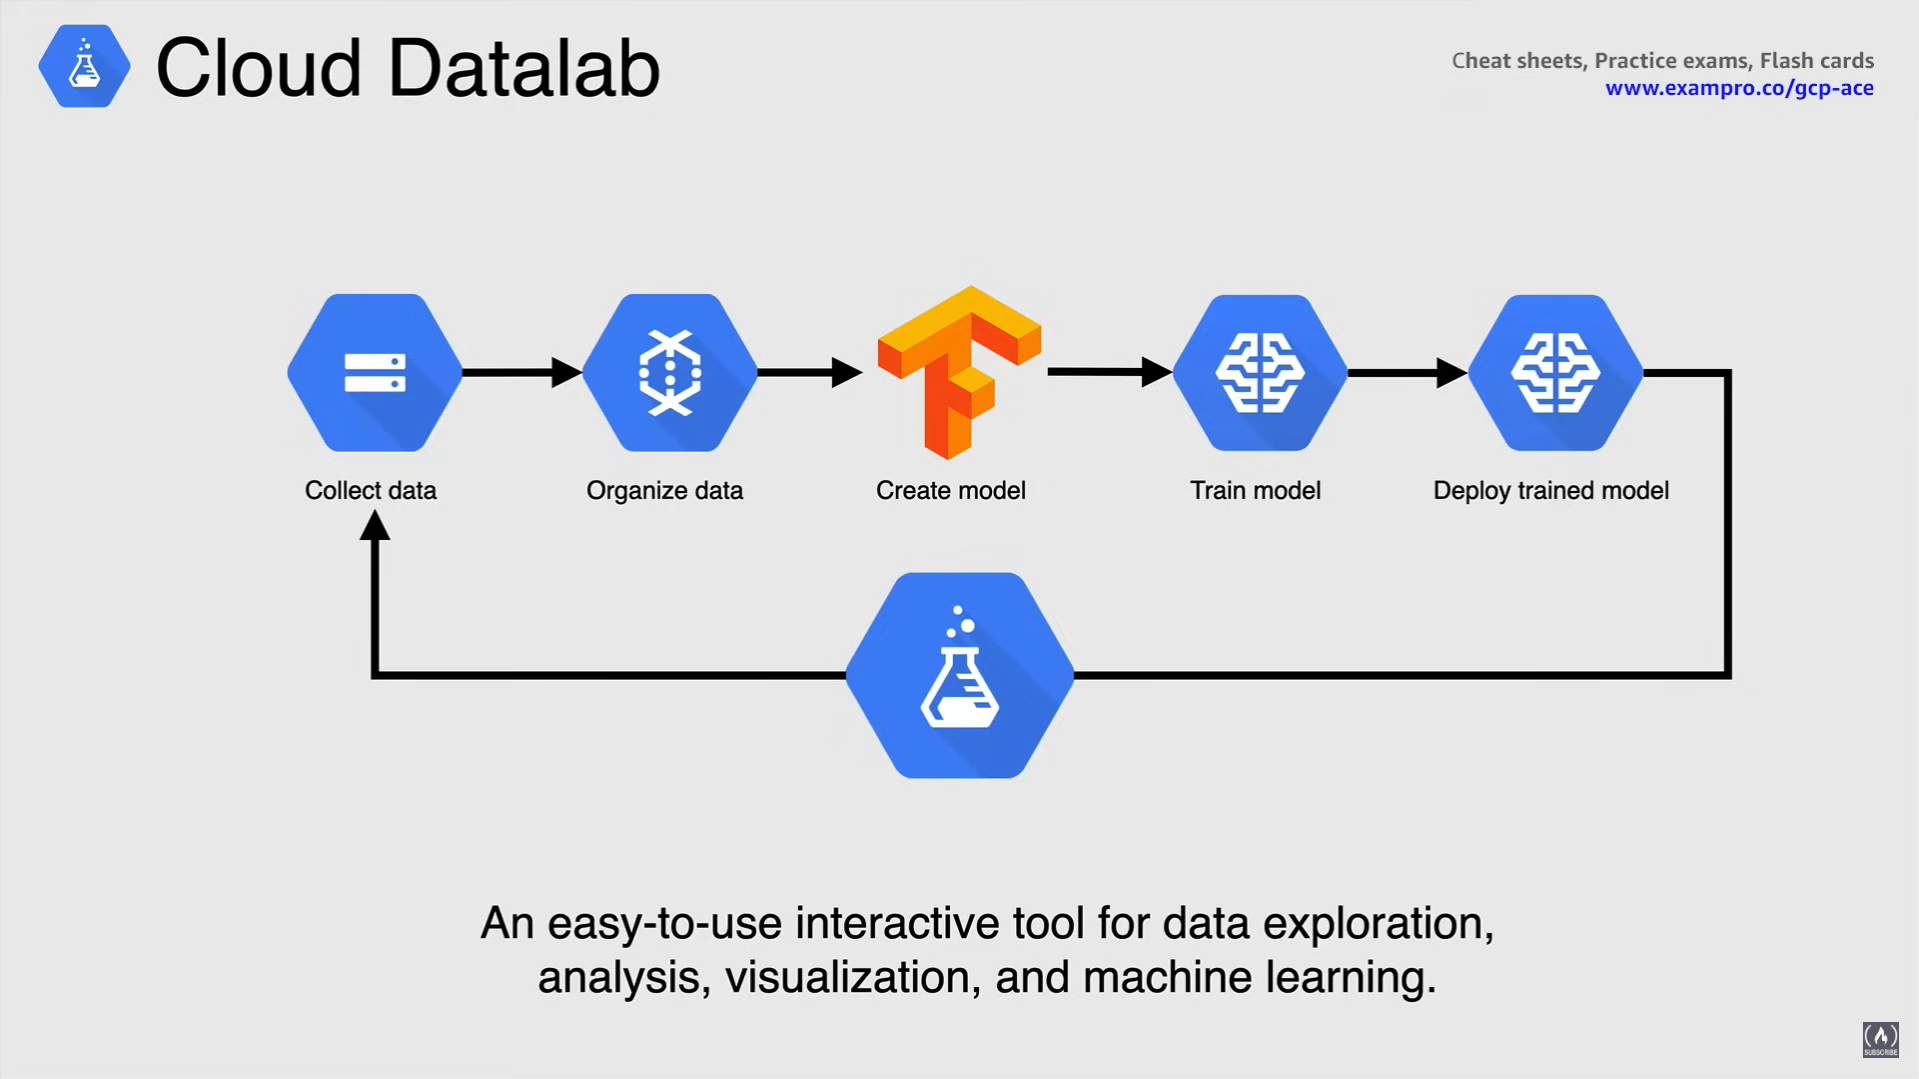 Cloud Datalab
Cheat sheets, Practice exams, Flash cards
www.exampro.co/gcp-ace
Collect data
Organize data
Create model
Train model
Deploy trained model
An easy-to-use interactive tool for data exploration,
analysis, visualization, and machine learning.
SUBSCRIBE